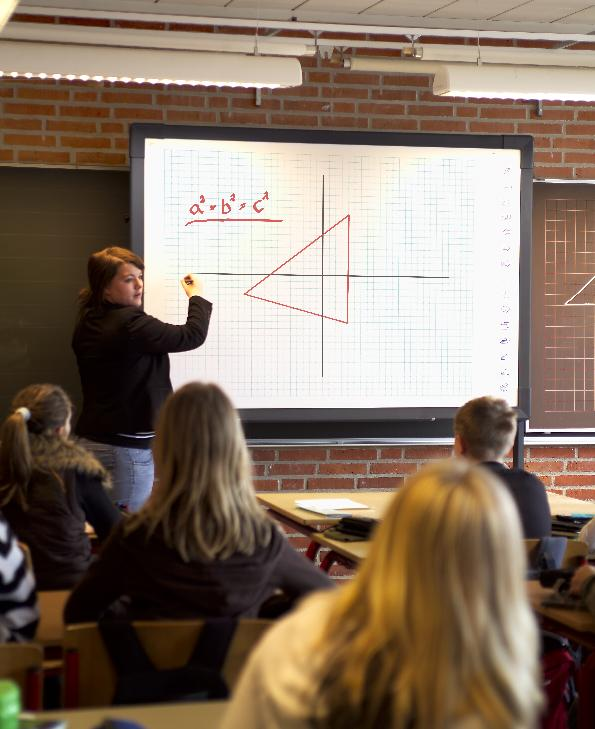 a² + b² = c²